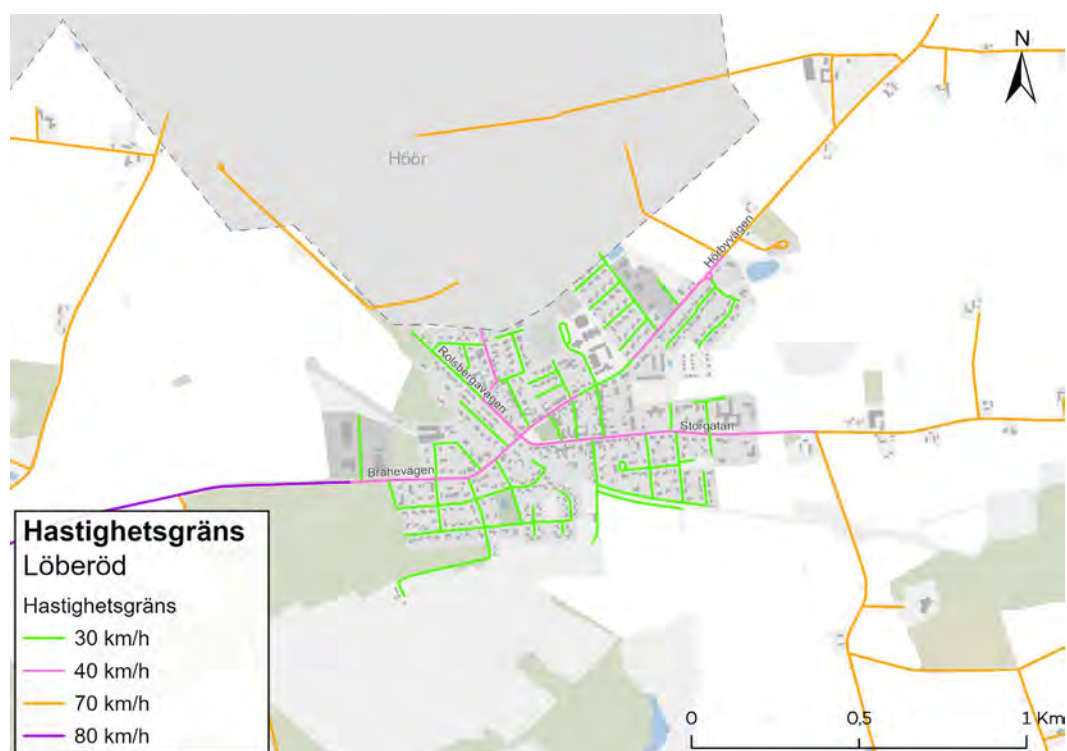 N
Höör
Hörbyvägen
Rolsbergavägen
Storgatan
Brahevägen
Hastighetsgräns
Löberöd
Hastighetsgräns
30 km/h
40 km/h
70 km/h
80 km/h
0 0,5 1 Km